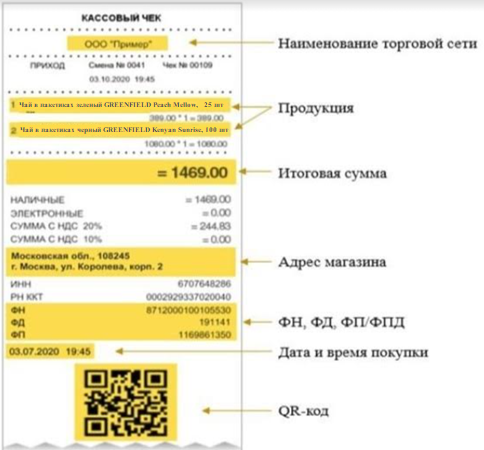 КАССОВЫЙ ЧЕК
ООО "Пример"
Наименование торговой сети
ПРИХОД Смена № 0041 Чек № 00109
03.10.2020 19:45
1 Чай в пакетиках зеленый GREENFIELD Peach Mellow, 25 шт
Продукция
389.00 * 1 = 389.00
2 Чай в пакетиках черный GREENFIELD Kenyan Sunrise, 100 шт
1080.00 * 1 = 1080.00
= 1469.00
Итоговая сумма
НАЛИЧНЫЕ = 1469.00
ЭЛЕКТРОННЫЕ = 0.00
СУММА С НДС 20% = 244.83
СУММА С НДС 10% = 0.00
Московская обл., 108245
г. Москва, ул. Королева, корп. 2
Адрес магазина
ИНН 6707648286
РН ККТ 0002929337020040
ФН 8712000100105530
ФД 191141
ФП 1169861350
ФН, ФД, ФП/ФПД
03.07.2020 19:45
Дата и время покупки
QR-код